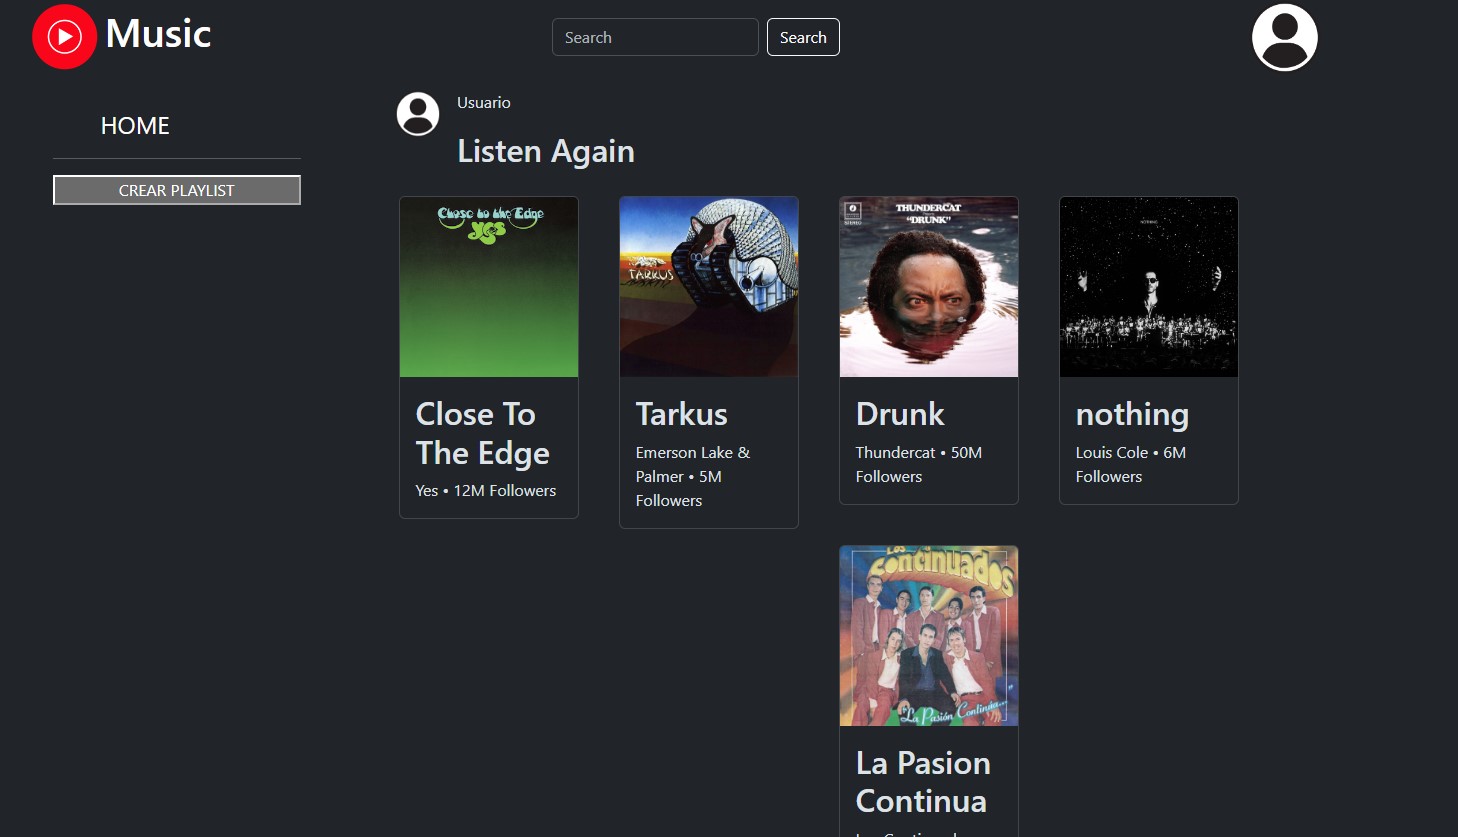 Music
Search
Search
Usuario
HOME
Listen Again
CREAR PLAYLIST
Close to the Edge
yes
TARKUS
THUNDERCAT
"DRUNK"
STEREO
NOTHING
Close To
The Edge
Yes • 12M Followers
Tarkus
Emerson Lake &
Palmer • 5M
Followers
Drunk
Thundercat • 50M
Followers
nothing
Louis Cole • 6M
Followers
Los
Continuados
La Pasión Continúa...
La Pasion
Continua